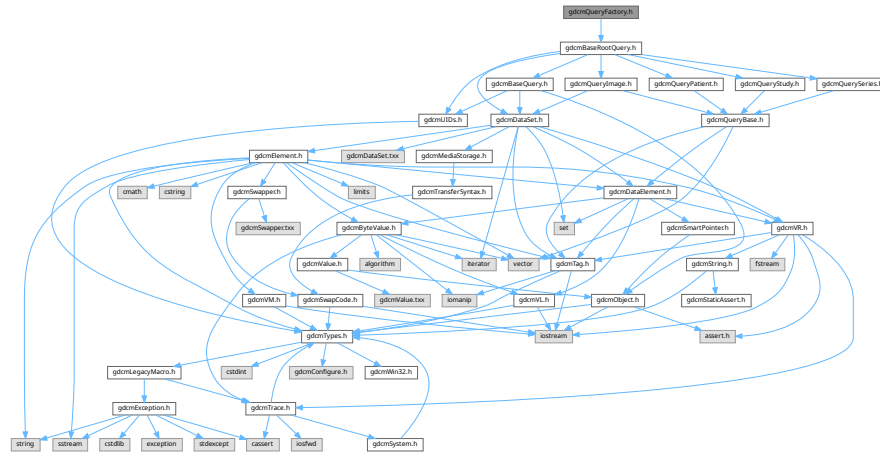 gdcmQueryFactory.h
gdcmBaseRootQuery.h
gdcmBaseQuery.h
gdcmQueryImage.h
gdcmQueryPatient.h
gdcmQueryStudy.h
gdcmQuerySeries.h
gdcmUIDs.h
gdcmDataSet.h
gdcmQueryBase.h
gdcmElement.h
gdcmDataSet.txx
gdcmMediaStorage.h
cmath
cstring
gdcmSwapper.h
limits
gdcmTransferSyntax.h
gdcmDataElement.h
gdcmSwapper.txx
gdcmByteValue.h
set
gdcmSmartPointer.h
gdcmVR.h
gdcmValue.h
algorithm
iterator
vector
gdcmTag.h
gdcmString.h
fstream
gdcmVM.h
gdcmSwapCode.h
gdcmValue.txx
iomanip
gdcmVL.h
gdcmObject.h
gdcmStaticAssert.h
gdcmTypes.h
iostream
assert.h
gdcmLegacyMacro.h
cstdint
gdcmConfigure.h
gdcmWin32.h
gdcmException.h
gdcmTrace.h
string
sstream
cstdlib
exception
stdexcept
cassert
iosfwd
gdcmSystem.h